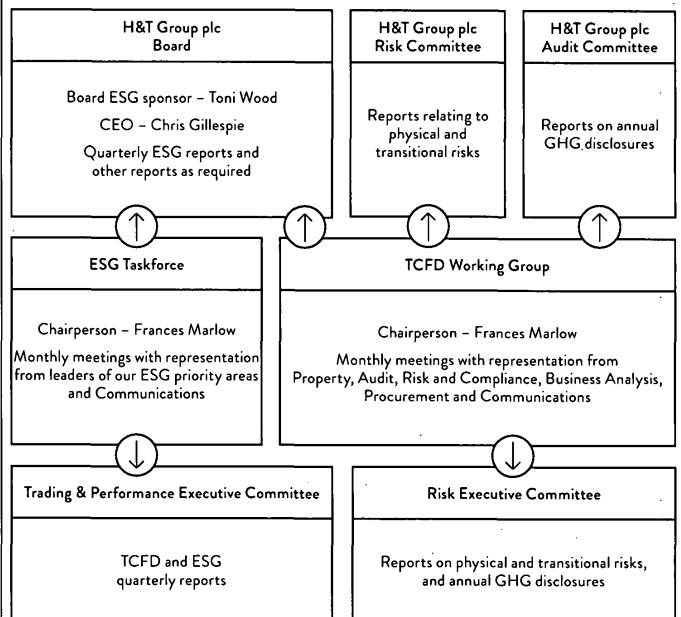 H&T Group plc
Board
Board ESG sponsor – Toni Wood
CEO – Chris Gillespie
Quarterly ESG reports and
other reports as required
H&T Group plc
Risk Committee
Reports relating to
physical and
transitional risks
H&T Group plc
Audit Committee
Reports on annual
GHG disclosures
ESG Taskforce
Chairperson – Frances Marlow
Monthly meetings with representation
from leaders of our ESG priority areas
and Communications
TCFD Working Group
Chairperson – Frances Marlow
Monthly meetings with representation from
Property, Audit, Risk and Compliance, Business Analysis,
Procurement and Communications
Trading & Performance Executive Committee
TCFD and ESG
quarterly reports
Risk Executive Committee
Reports on physical and transitional risks,
and annual GHG disclosures